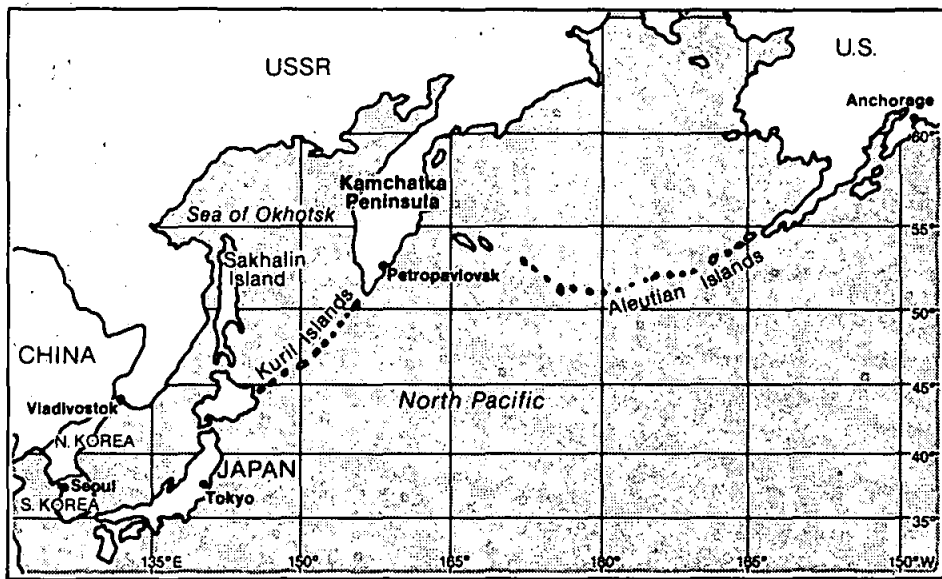 USSR
U.S.
Anchorage
60°
Kamchatka
Peninsula
Sea of Okhotsk
55°
Sakhalin
Island
Petropavlovsk
Aleutian Islands
50°
Kuril Islands
CHINA
45°
Vladivostok
North Pacific
N. KOREA
40°
JAPAN
Seoul
Tokyo
S. KOREA
35°
135°E
150°
165°
180°
165°
150°W